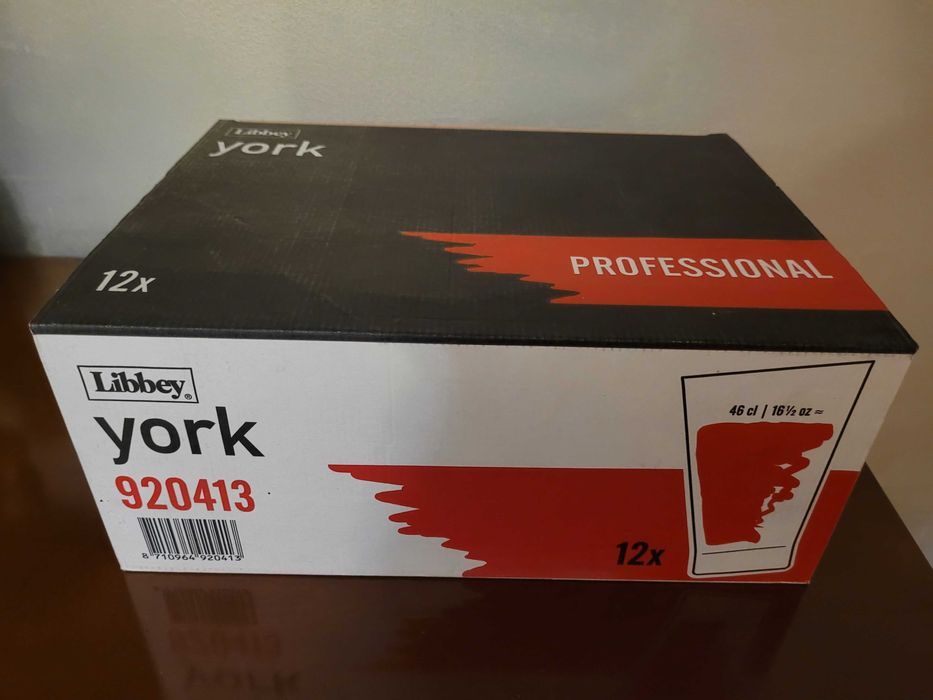 Libbey
york
12x
PROFESSIONAL
Libbey®
york
920413
8 710964 920413
46 cl | 16½ oz ≈
12x